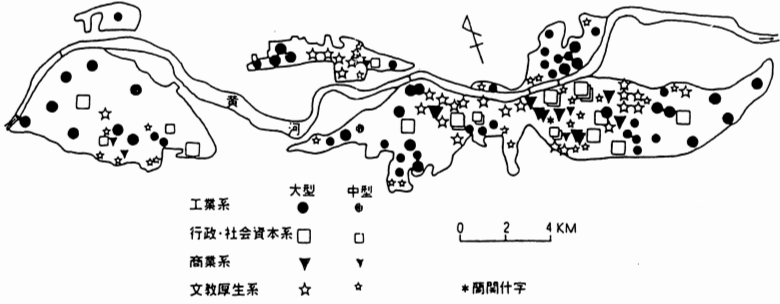 黄
河
大型 中型
工業系
行政・社会資本系
商業系
文教厚生系
0 2 4 KM
*蘭関什字